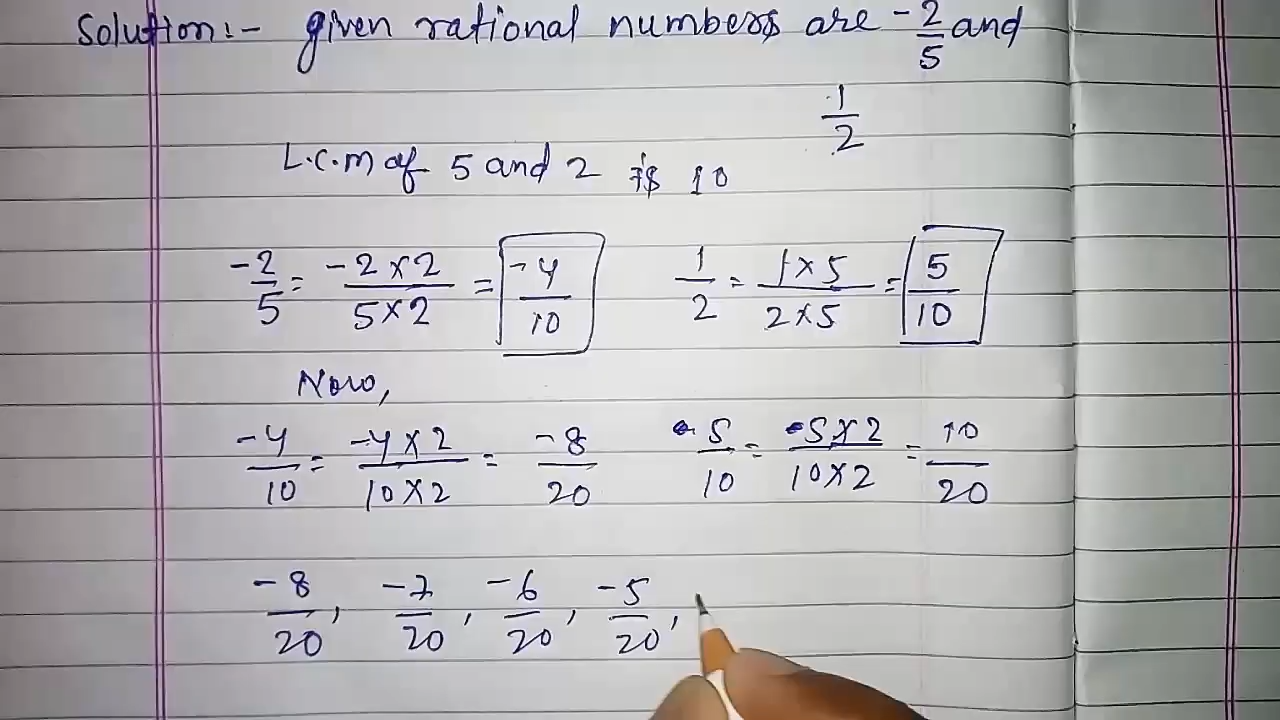 Solution:- given rational numbers are -2/5 and
1/2
L.C.M of 5 and 2 is 10
-2/5 = -2×2/5×2 = -4/10 1/2 = 1×5/2×5 = 5/10
Now,
-4/10 = -4×2/10×2 = -8/20 5/10 = 5×2/10×2 = 10/20
-8/20, -7/20, -6/20, -5/20,